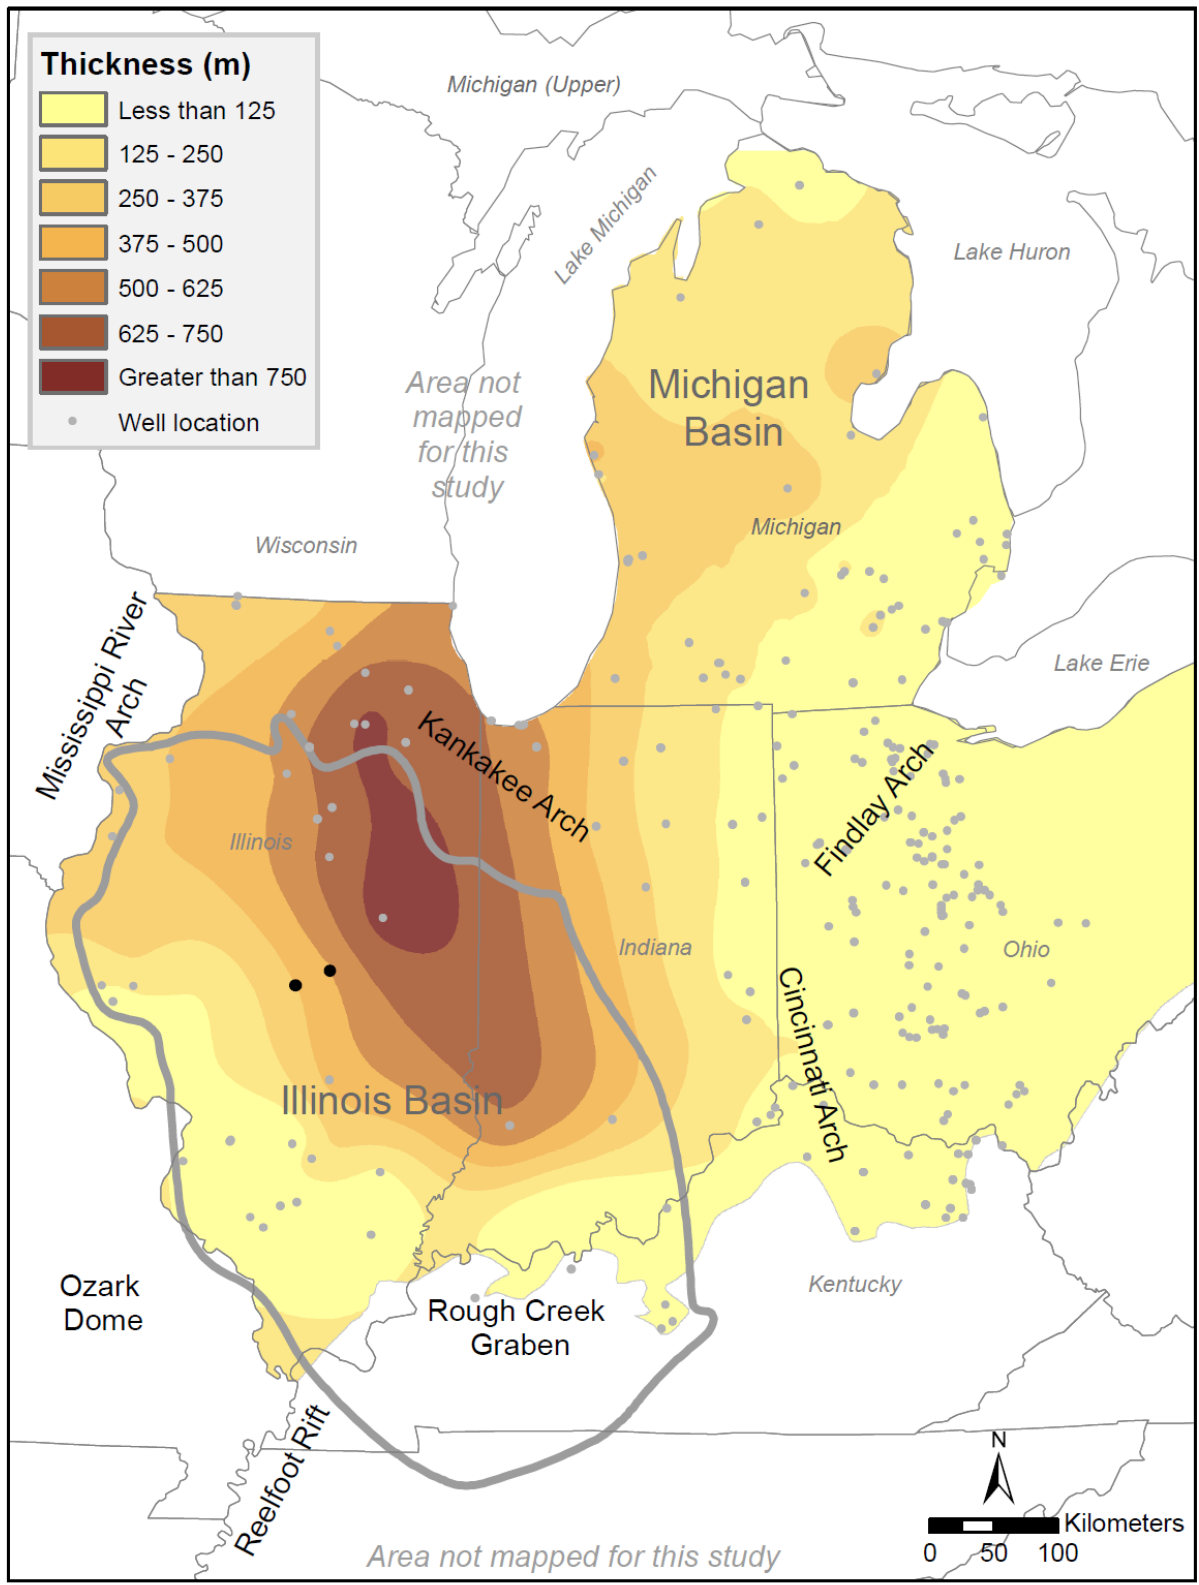 Thickness (m)
Less than 125
125 - 250
250 - 375
375 - 500
500 - 625
625 - 750
Greater than 750
Well location
Michigan (Upper)
Lake Michigan
Lake Huron
Area not
mapped
for this
study
Michigan
Basin
Michigan
Wisconsin
Mississippi River
Arch
Lake Erie
Kankakee Arch
Findlay Arch
Illinois
Indiana
Ohio
Cincinnati Arch
Illinois Basin
Ozark
Dome
Rough Creek
Graben
Kentucky
Reelfoot Rift
N
Kilometers
0 50 100
Area not mapped for this study